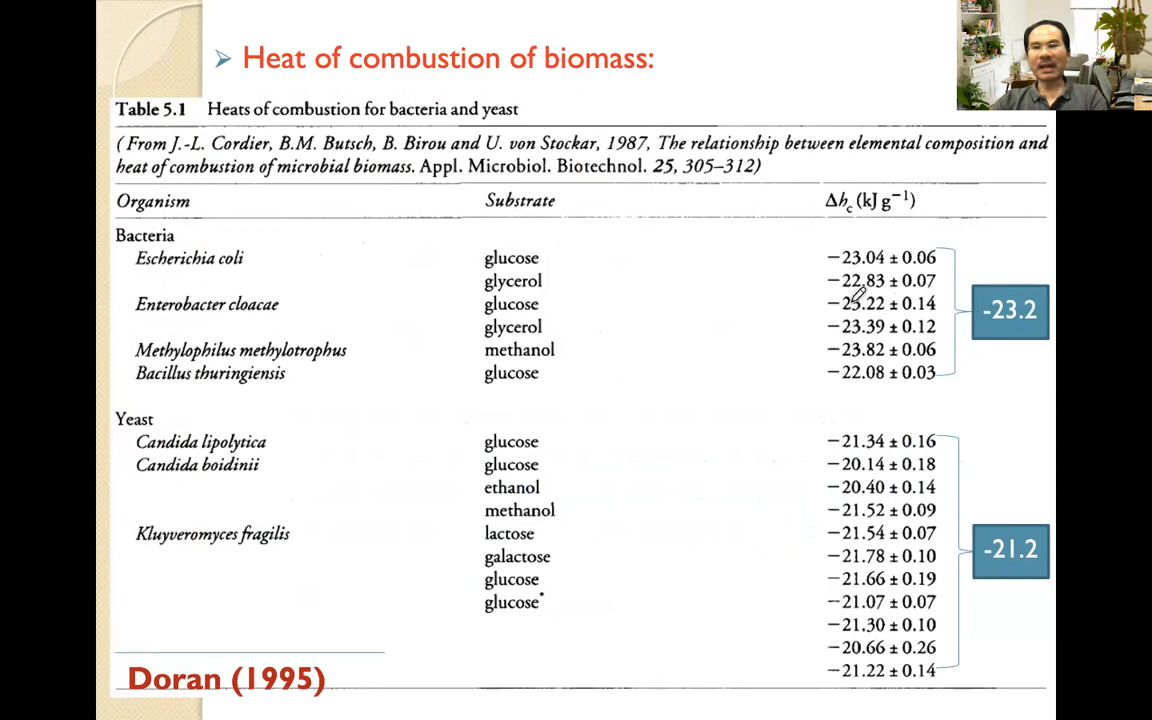 Heat of combustion of biomass:
Table 5.1 Heats of combustion for bacteria and yeast
(From J.-L. Cordier, B.M. Butsch, B. Birou and U. von Stockar, 1987, The relationship between elemental composition and
heat of combustion of microbial biomass. Appl. Microbiol. Biotechnol. 25, 305–312)
Organism Substrate Δhc (kJ g⁻¹)
Bacteria
Escherichia coli glucose −23.04 ± 0.06
glycerol −22.83 ± 0.07
Enterobacter cloacae glucose −23.22 ± 0.14
glycerol −23.39 ± 0.12
-23.2
Methylophilus methylotrophus methanol −23.82 ± 0.06
Bacillus thuringiensis glucose −22.08 ± 0.03
Yeast
Candida lipolytica glucose −21.34 ± 0.16
Candida boidinii glucose −20.14 ± 0.18
ethanol −20.40 ± 0.14
methanol −21.52 ± 0.09
Kluyveromyces fragilis lactose −21.54 ± 0.07
galactose −21.78 ± 0.10
-21.2
glucose −21.66 ± 0.19
glucose* −21.07 ± 0.07
−21.30 ± 0.10
−20.66 ± 0.26
−21.22 ± 0.14
Doran (1995)